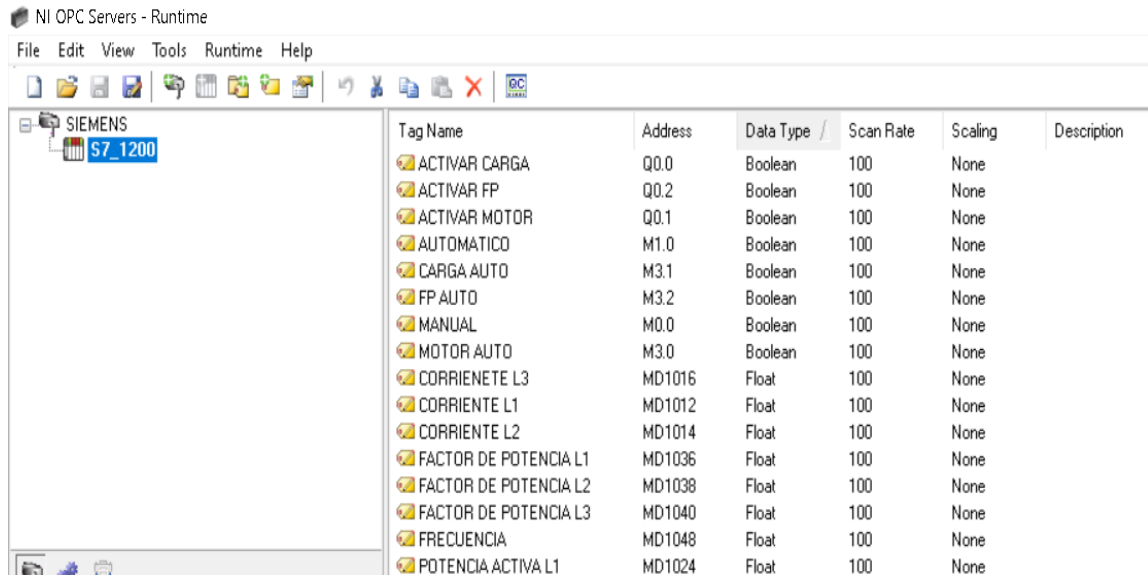 NI OPC Servers - Runtime
File Edit View Tools Runtime Help
SIEMENS
S7_1200
Tag Name Address Data Type Scan Rate Scaling Description
ACTIVAR CARGA Q0.0 Boolean 100 None
ACTIVAR FP Q0.2 Boolean 100 None
ACTIVAR MOTOR Q0.1 Boolean 100 None
AUTOMATICO M1.0 Boolean 100 None
CARGA AUTO M3.1 Boolean 100 None
FP AUTO M3.2 Boolean 100 None
MANUAL M0.0 Boolean 100 None
MOTOR AUTO M3.0 Boolean 100 None
CORRIENETE L3 MD1016 Float 100 None
CORRIENTE L1 MD1012 Float 100 None
CORRIENTE L2 MD1014 Float 100 None
FACTOR DE POTENCIA L1 MD1036 Float 100 None
FACTOR DE POTENCIA L2 MD1038 Float 100 None
FACTOR DE POTENCIA L3 MD1040 Float 100 None
FRECUENCIA MD1048 Float 100 None
POTENCIA ACTIVA L1 MD1024 Float 100 None